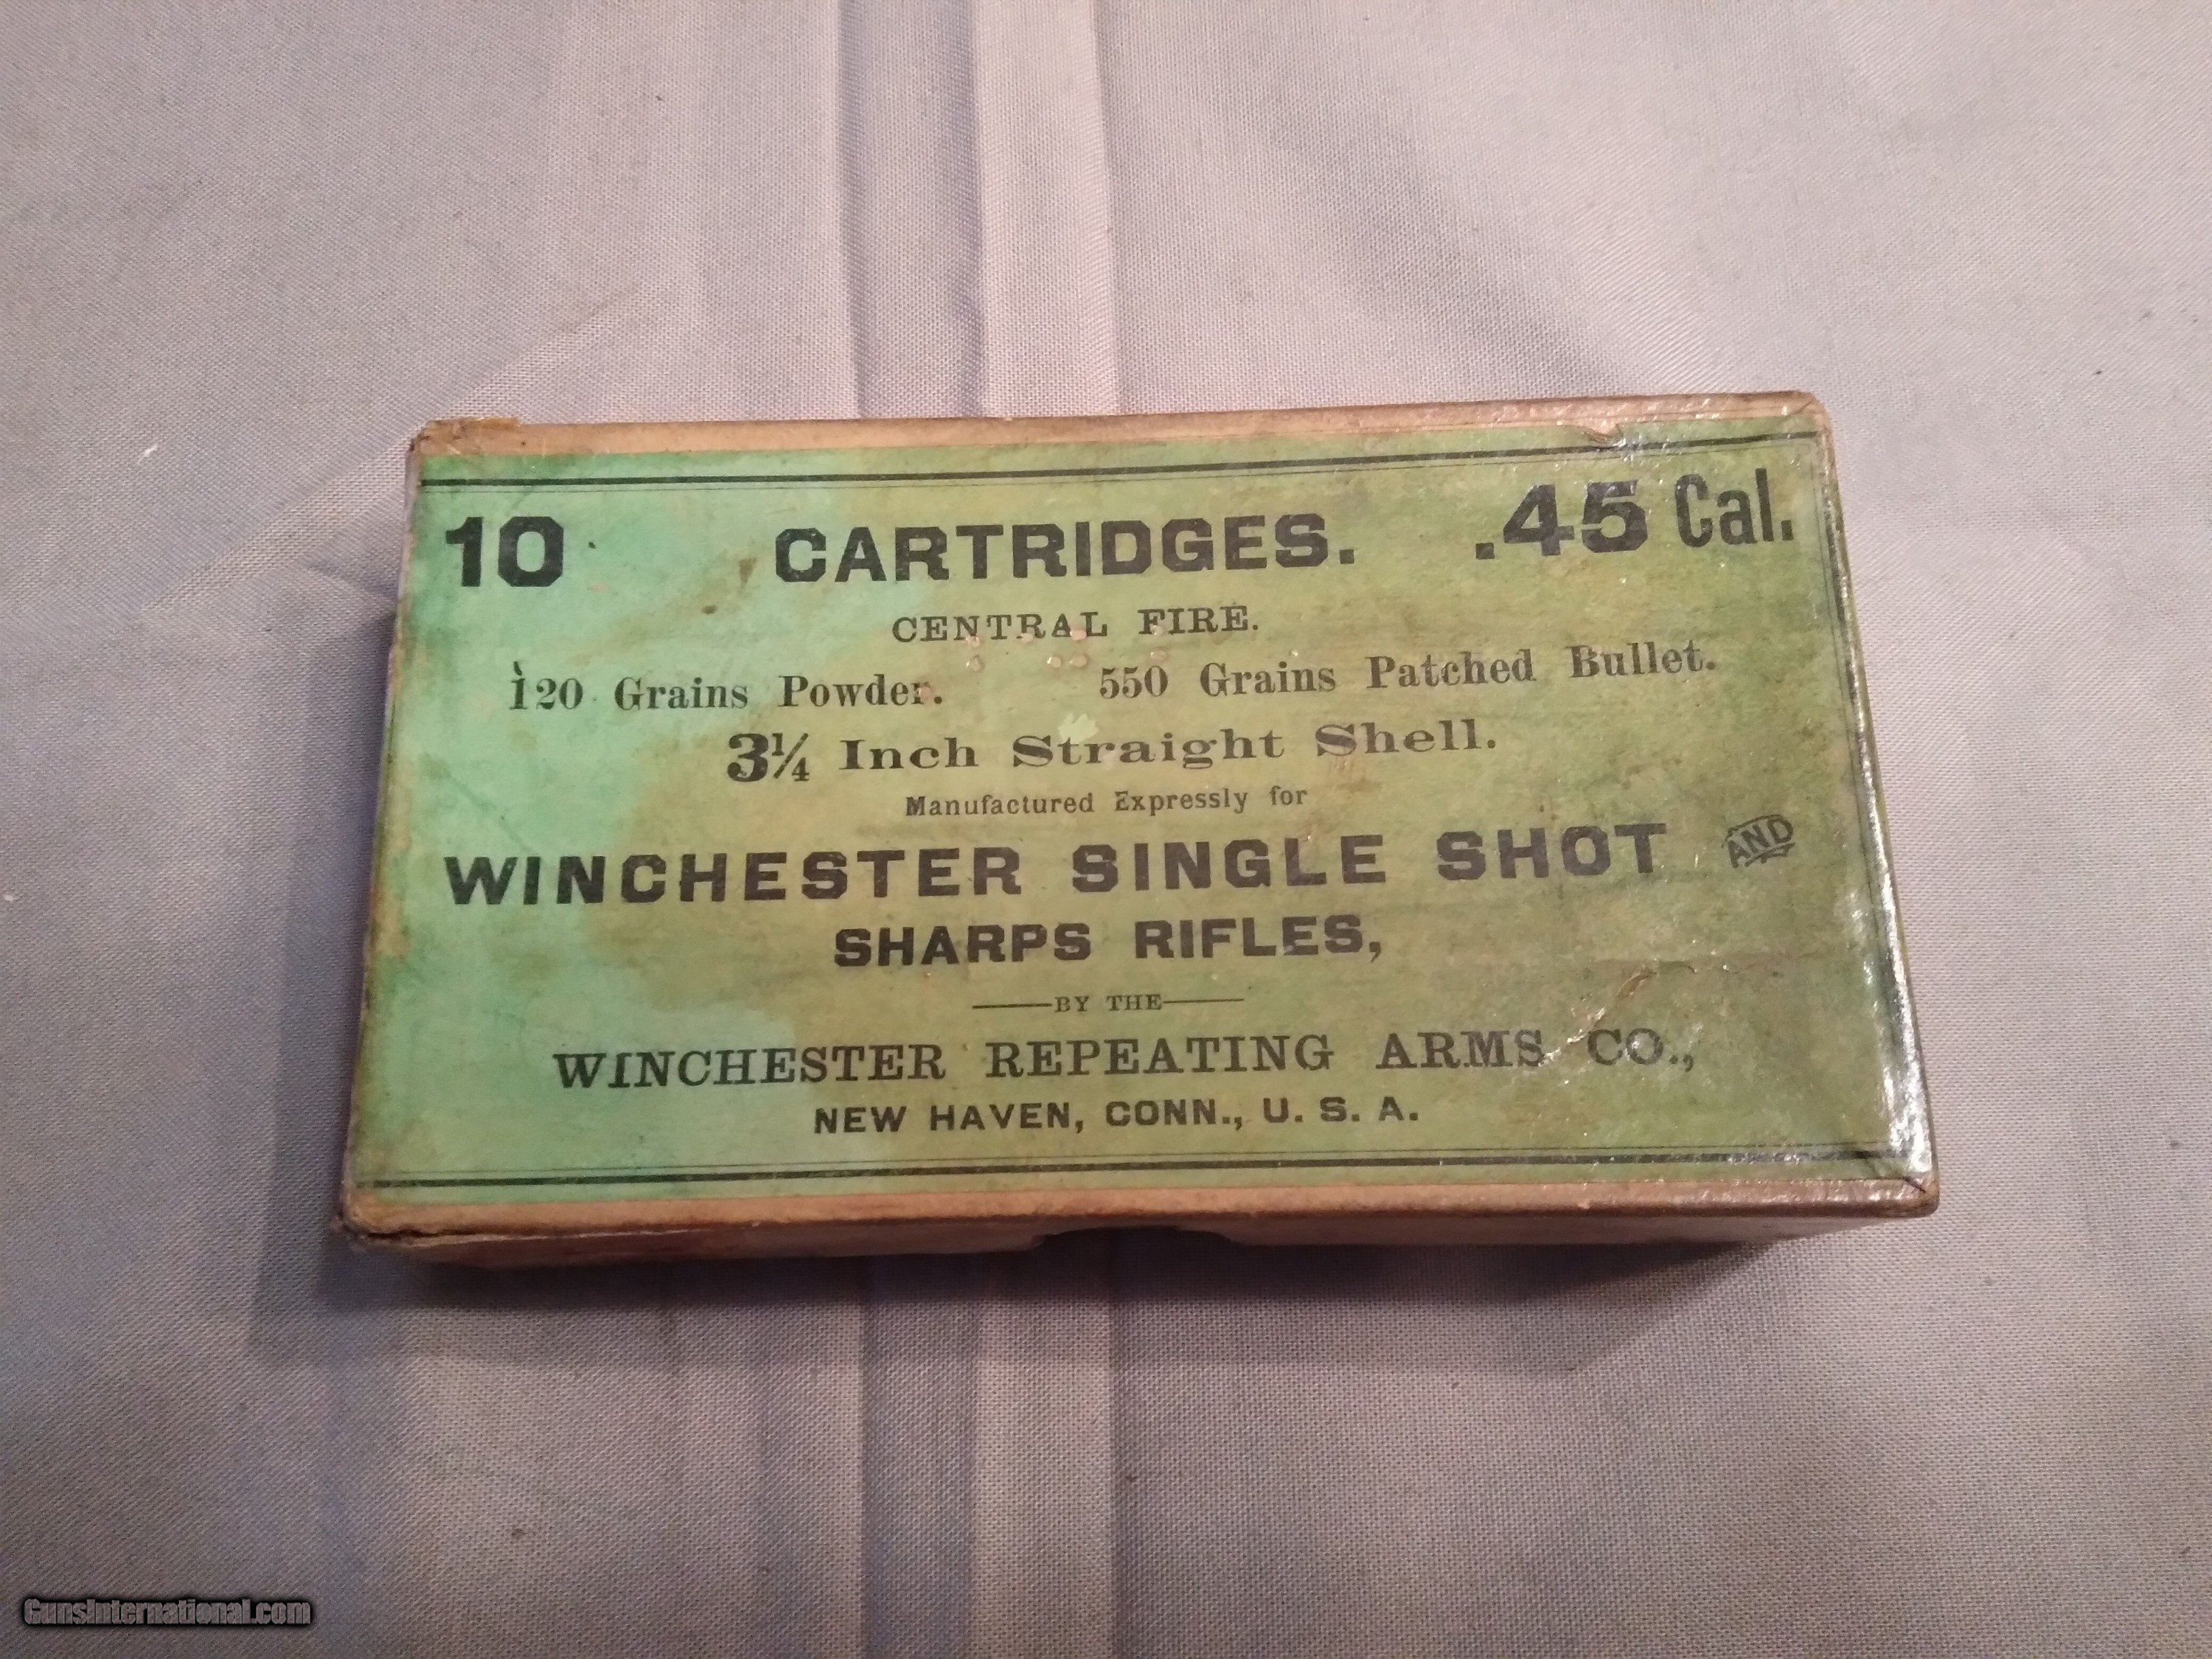 10 CARTRIDGES. .45 Cal.
CENTRAL FIRE.
120 Grains Powder. 550 Grains Patched Bullet.
3¼ Inch Straight Shell.
Manufactured Expressly for
WINCHESTER SINGLE SHOT AND
SHARPS RIFLES,
BY THE
WINCHESTER REPEATING ARMS CO.,
NEW HAVEN, CONN., U. S. A.
GunsInternational.com